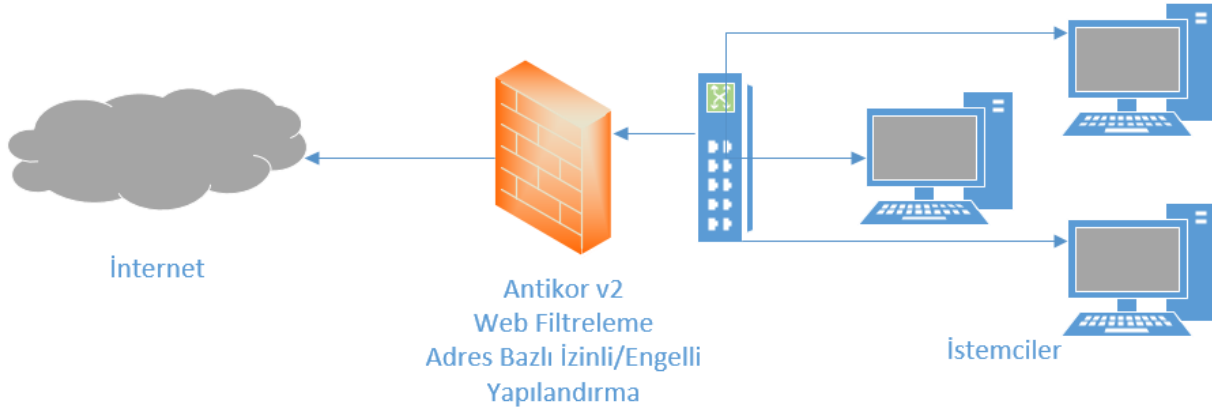 İnternet
Antikor v2
Web Filtreleme
Adres Bazlı İzinli/Engelli
Yapılandırma
İstemciler